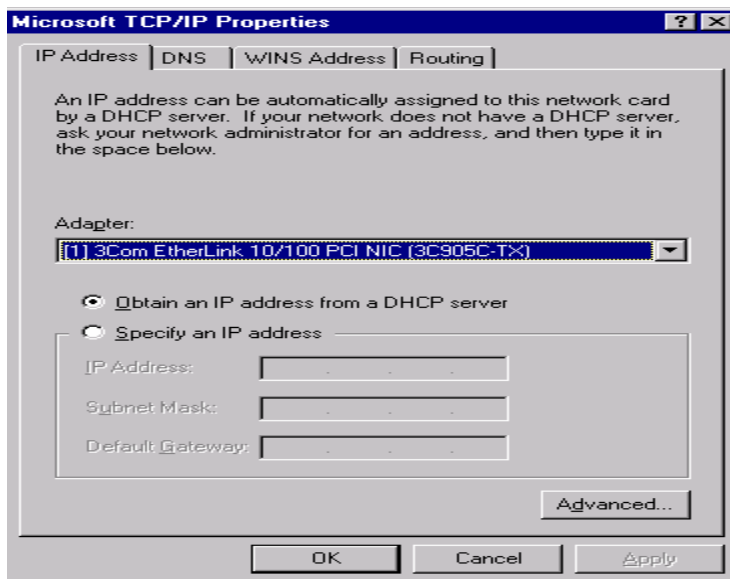 Microsoft TCP/IP Properties
IP Address DNS WINS Address Routing
An IP address can be automatically assigned to this network card
by a DHCP server. If your network does not have a DHCP server,
ask your network administrator for an address, and then type it in
the space below.
Adapter:
[1] 3Com EtherLink 10/100 PCI NIC (3C905C-TX)
Obtain an IP address from a DHCP server
Specify an IP address
IP Address:
Subnet Mask:
Default Gateway:
Advanced...
OK Cancel Apply